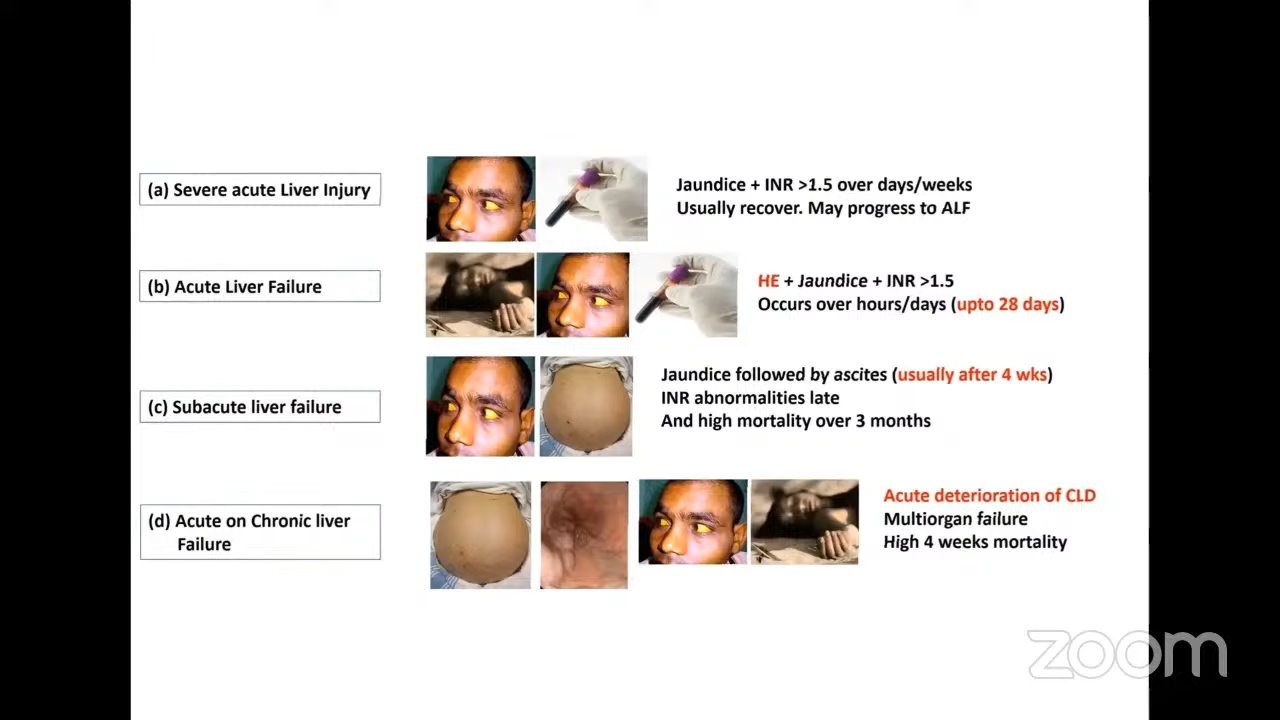 (a) Severe acute Liver Injury
Jaundice + INR >1.5 over days/weeks
Usually recover. May progress to ALF
(b) Acute Liver Failure
HE + Jaundice + INR >1.5
Occurs over hours/days (upto 28 days)
(c) Subacute liver failure
Jaundice followed by ascites (usually after 4 wks)
INR abnormalities late
And high mortality over 3 months
(d) Acute on Chronic liver
Failure
Acute deterioration of CLD
Multiorgan failure
High 4 weeks mortality
zoom